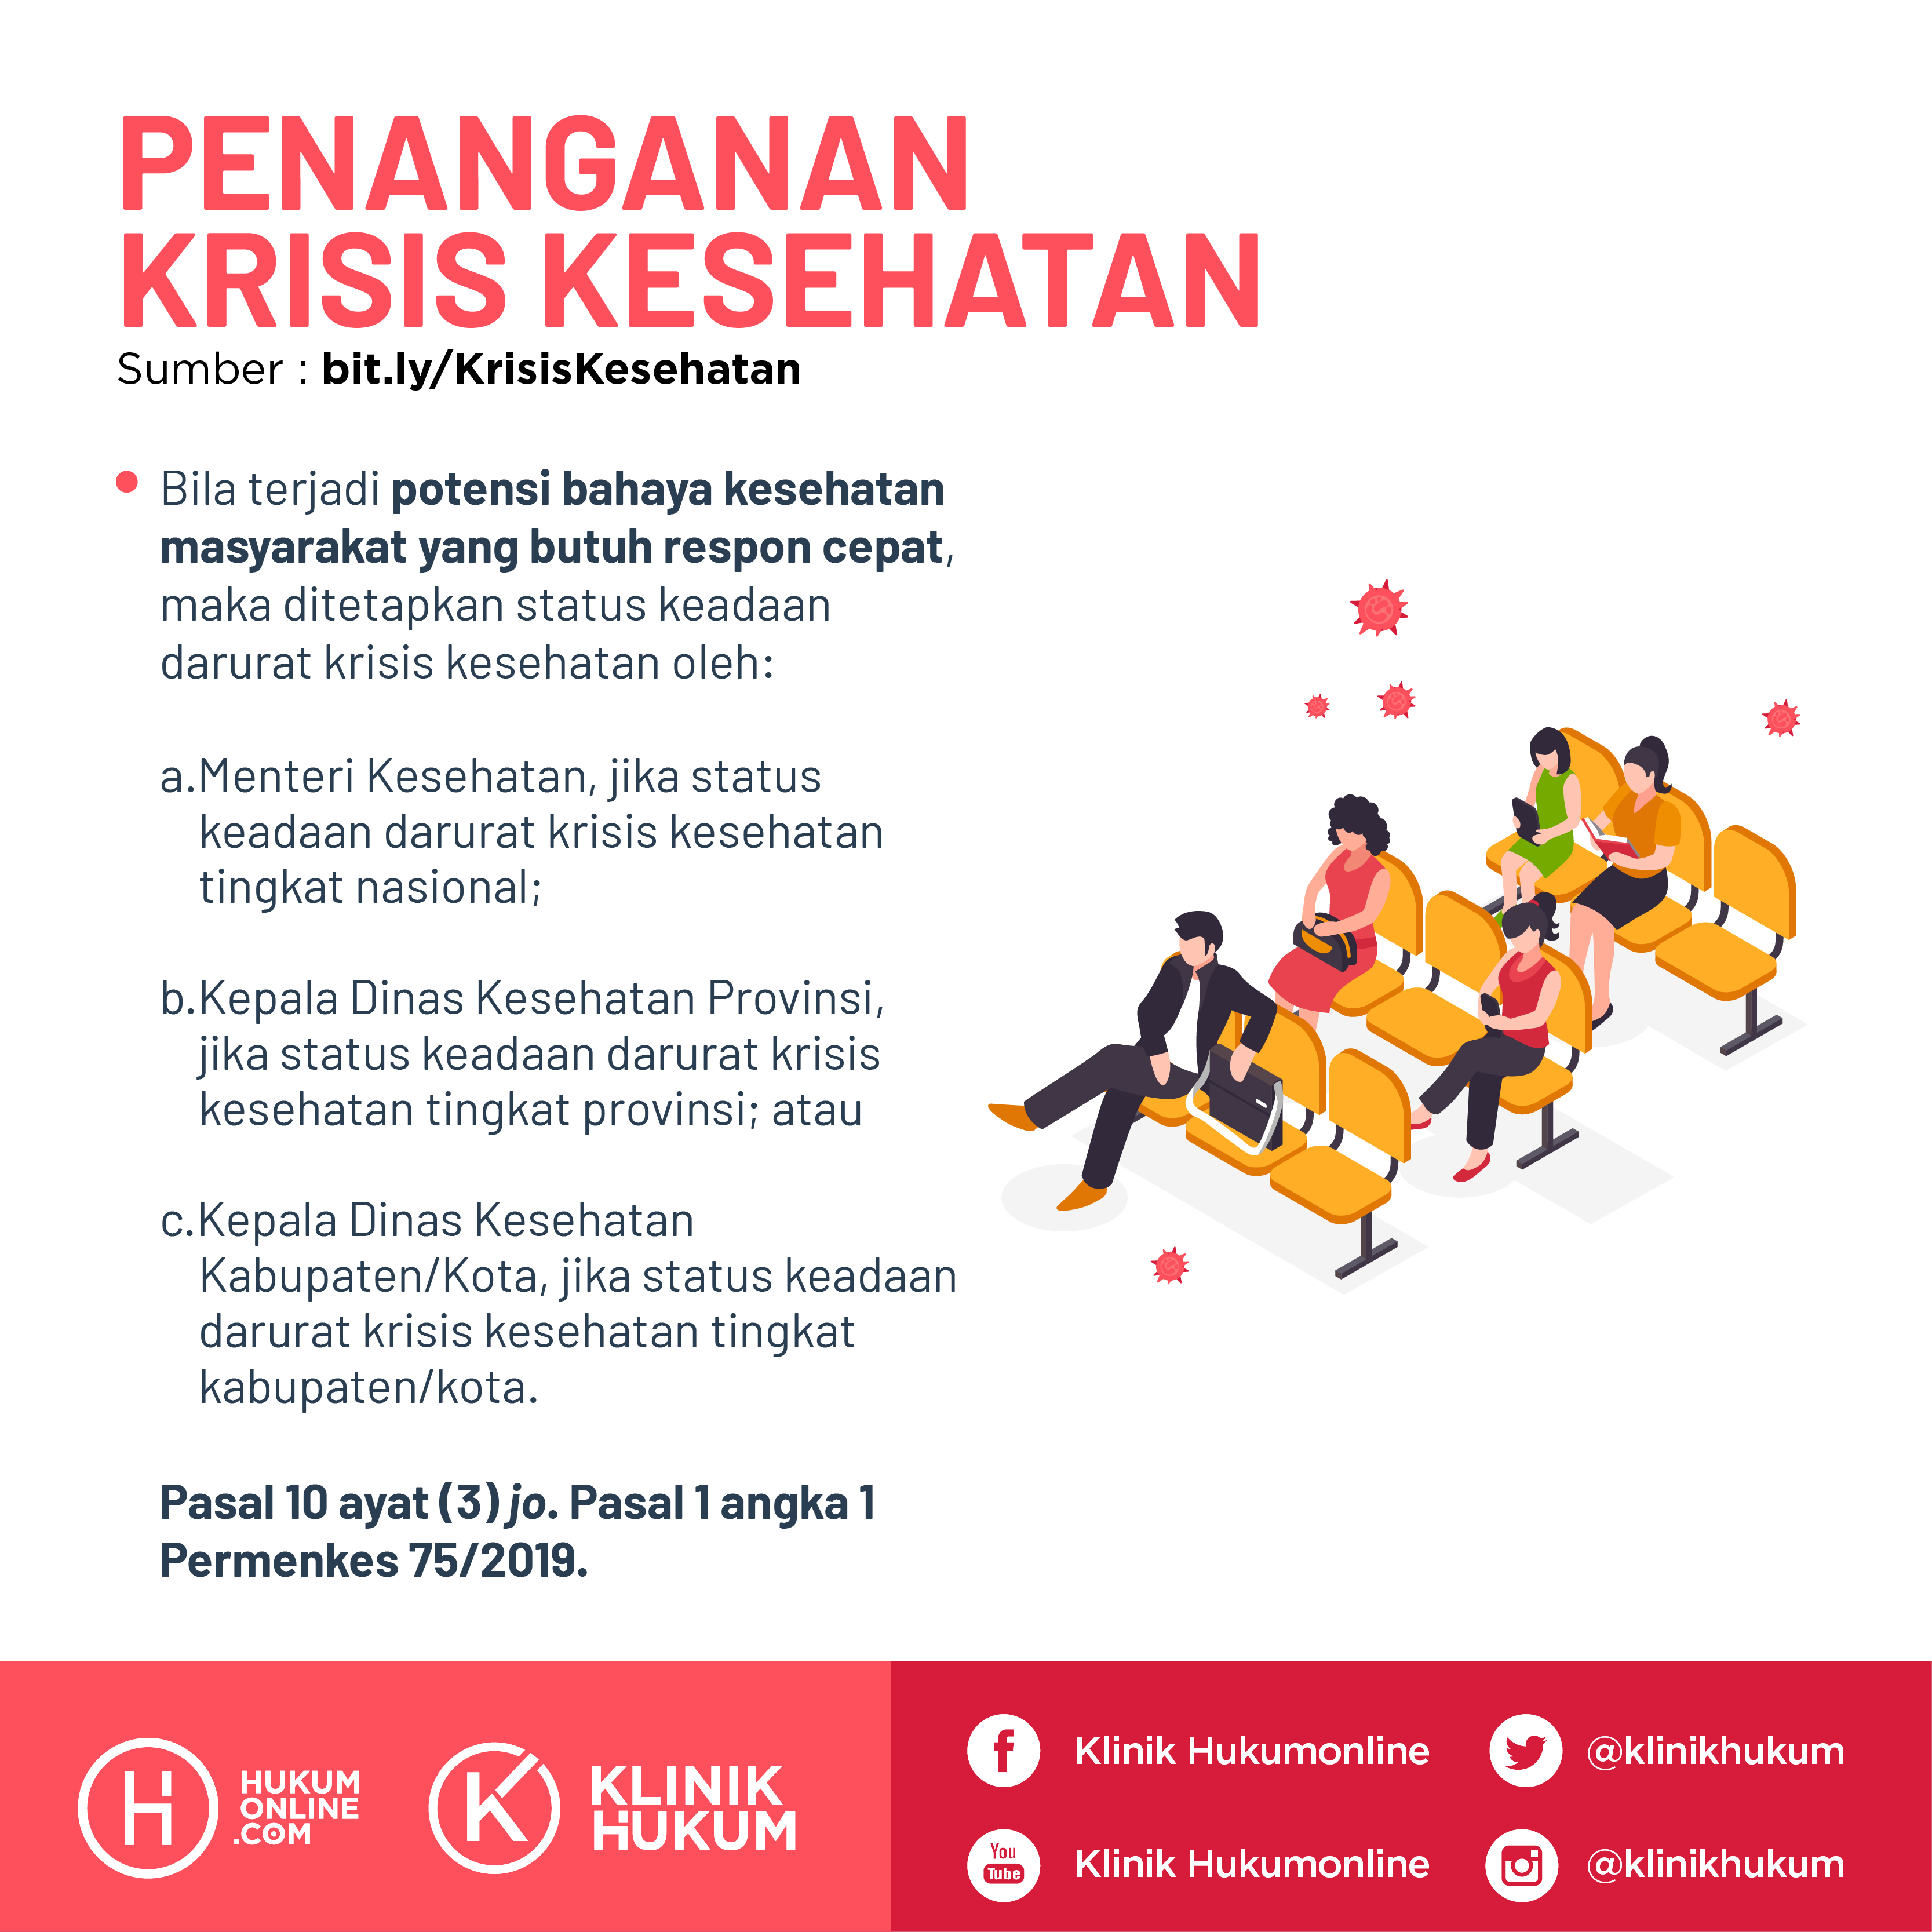 PENANGANAN
KRISIS KESEHATAN
Sumber : bit.ly/KrisisKesehatan
Bila terjadi potensi bahaya kesehatan
masyarakat yang butuh respon cepat,
maka ditetapkan status keadaan
darurat krisis kesehatan oleh:
a.Menteri Kesehatan, jika status
keadaan darurat krisis kesehatan
tingkat nasional;
b.Kepala Dinas Kesehatan Provinsi,
jika status keadaan darurat krisis
kesehatan tingkat provinsi; atau
c.Kepala Dinas Kesehatan
Kabupaten/Kota, jika status keadaan
darurat krisis kesehatan tingkat
kabupaten/kota.
Pasal 10 ayat (3) jo. Pasal 1 angka 1
Permenkes 75/2019.
H
HUKUM
ONLINE
.COM
K
KLINIK
HUKUM
f
Klinik Hukumonline
@klinikhukum
You
Tube
Klinik Hukumonline
@klinikhukum